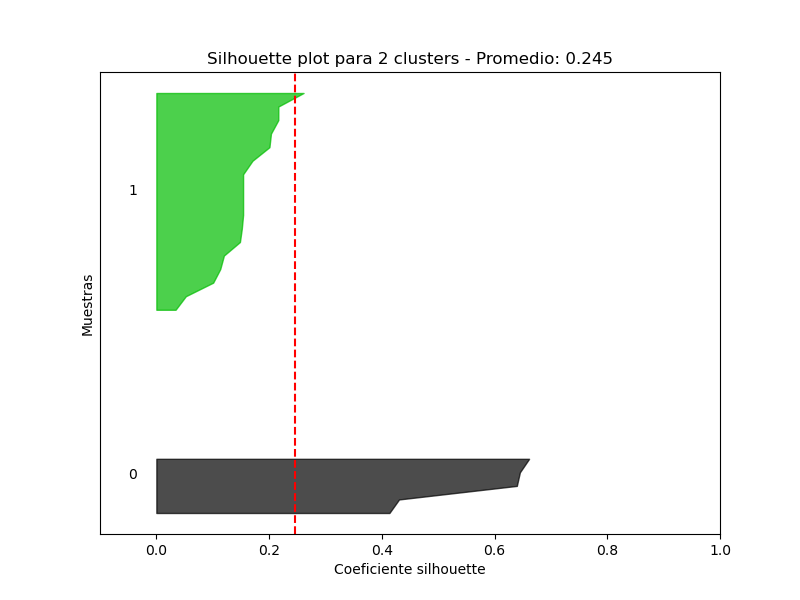 Silhouette plot para 2 clusters - Promedio: 0.245
1
Muestras
0
0.0 0.2 0.4 0.6 0.8 1.0
Coeficiente silhouette